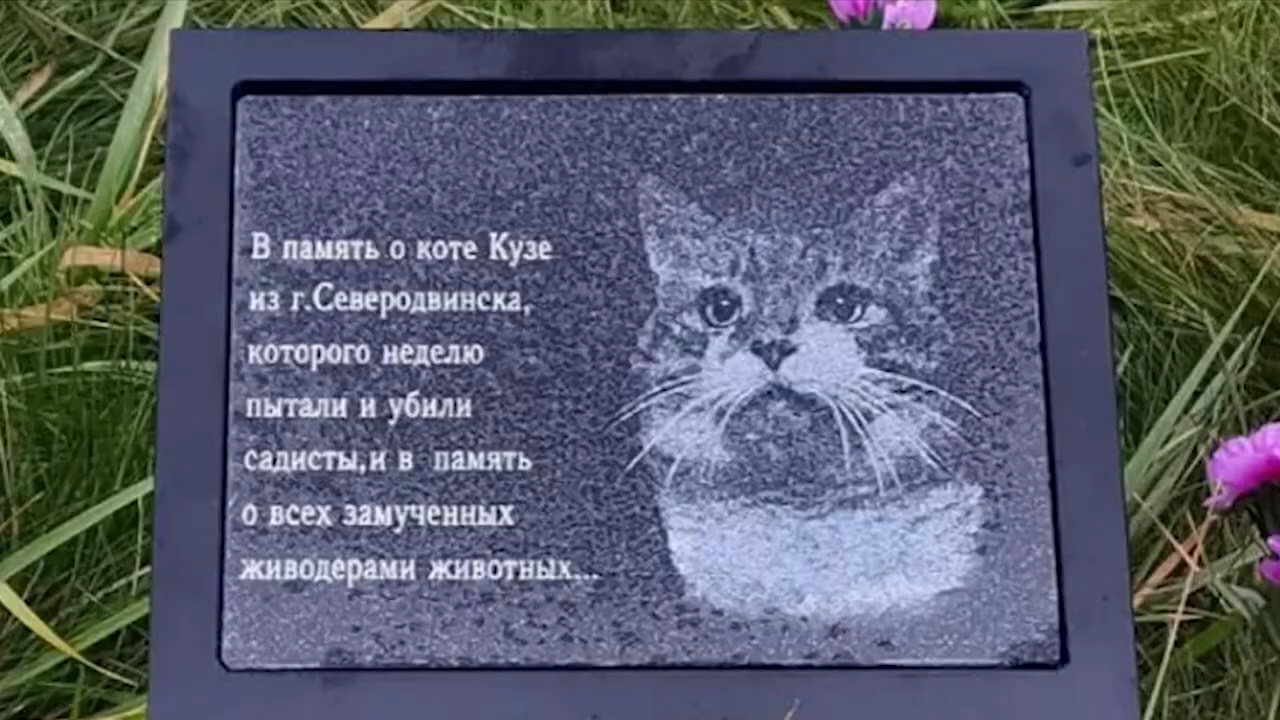 В память о коте Кузе
из г.Северодвинска,
которого неделю
пытали и убили
садисты,и в память
о всех замученных
живодерами животных...